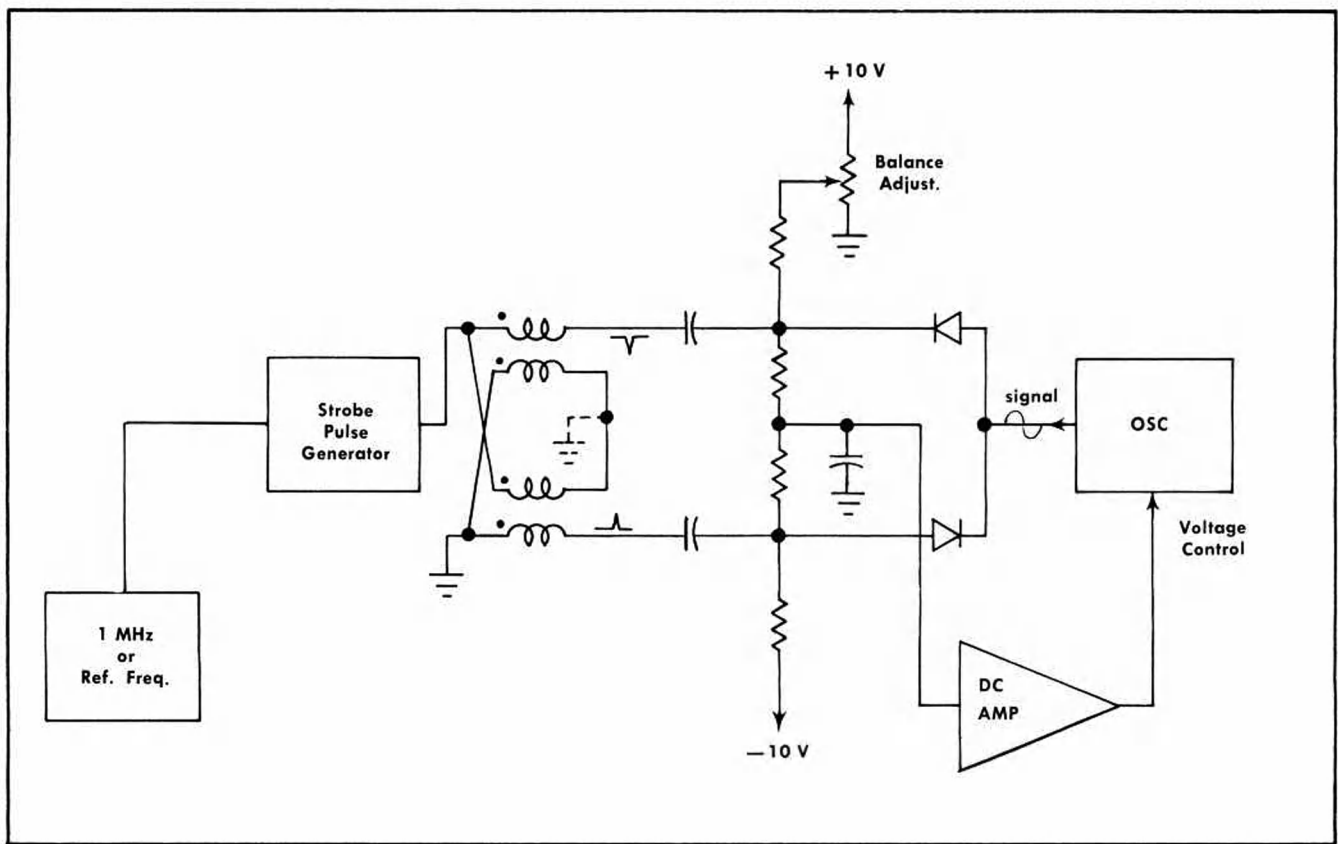 + 10 V
Balance
Adjust.
Strobe
Pulse
Generator
signal
OSC
Voltage
Control
1 MHz
or
Ref. Freq.
DC
AMP
— 10 V